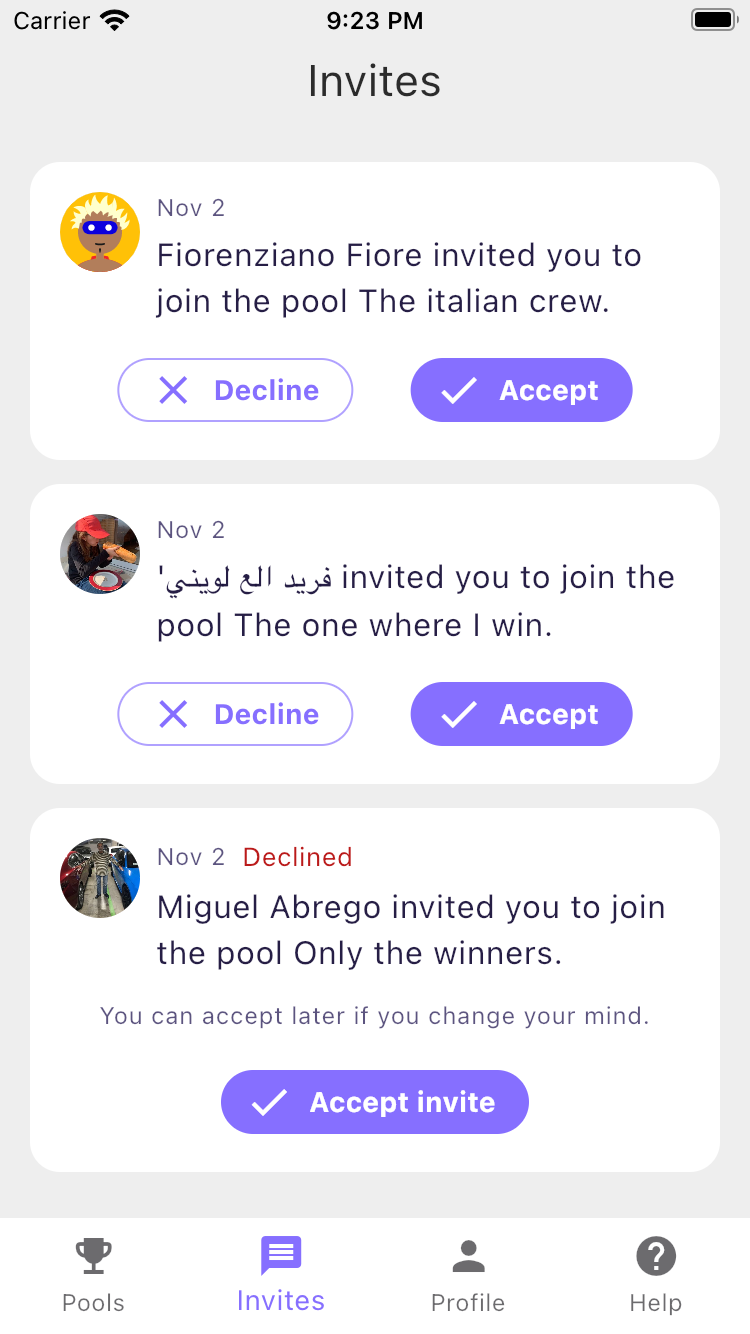 Carrier
9:23 PM
Invites
Nov 2
Fiorenziano Fiore invited you to
join the pool The italian crew.
Decline
Accept
Nov 2
'فريد الع لويني invited you to join the
pool The one where I win.
Decline
Accept
Nov 2 Declined
Miguel Abrego invited you to join
the pool Only the winners.
You can accept later if you change your mind.
Accept invite
Pools
Invites
Profile
Help